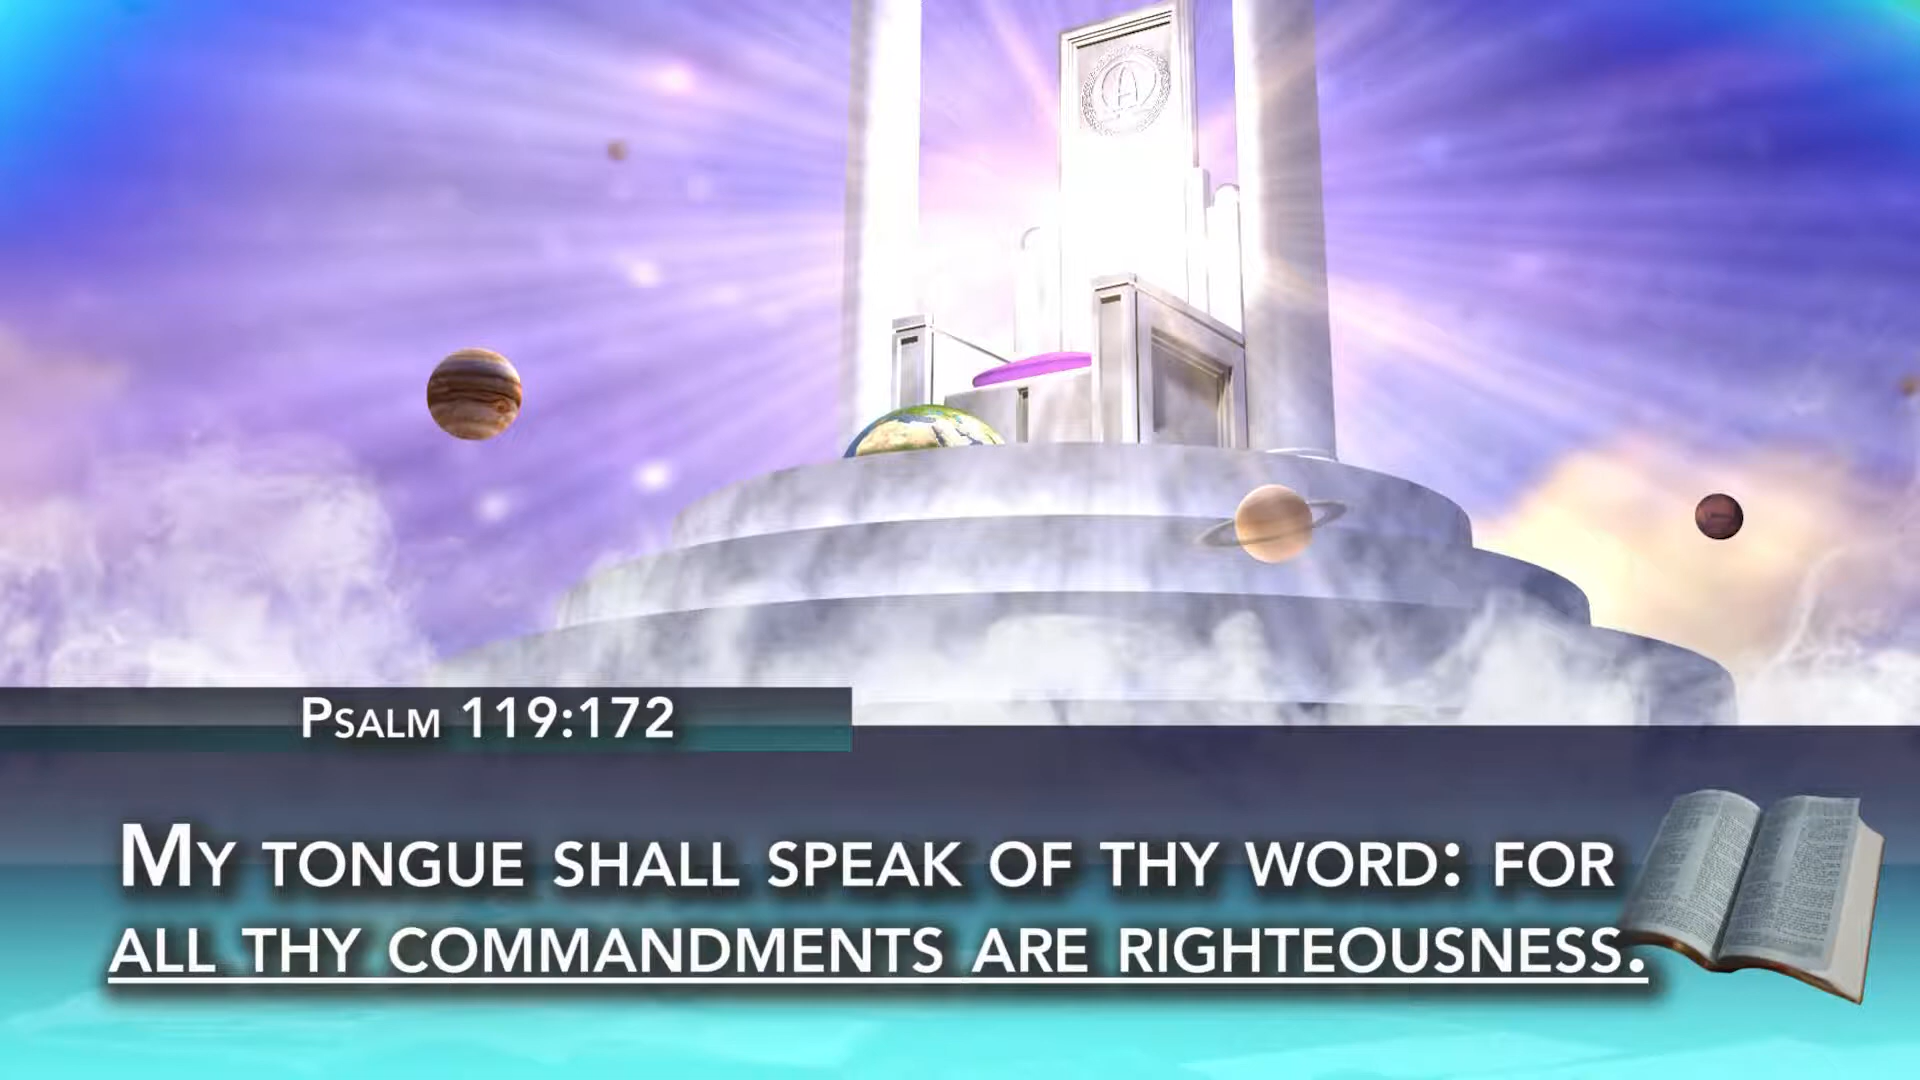 Psalm 119:172
My tongue shall speak of thy word: for
all thy commandments are righteousness.